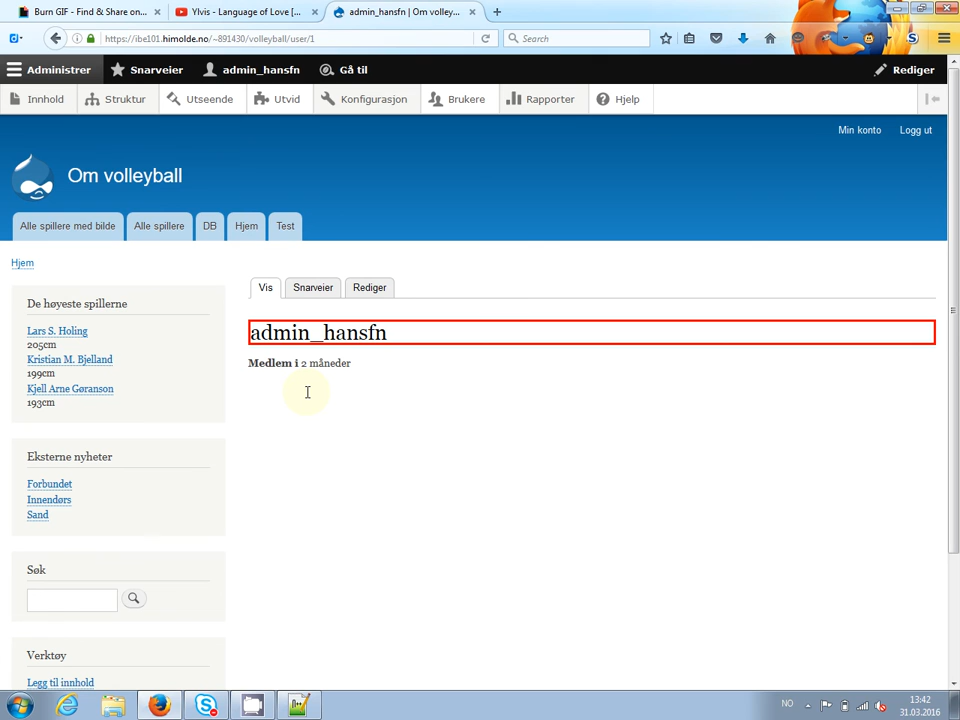 Burn GIF - Find & Share on...
Ylvis - Language of Love [...
admin_hansfn | Om volley...
https://ibe101.himolde.no/~891430/volleyball/user/1
Search
Administrer
Snarveier
admin_hansfn
Gå til
Rediger
Innhold
Struktur
Utseende
Utvid
Konfigurasjon
Brukere
Rapporter
Hjelp
Min konto
Logg ut
Om volleyball
Alle spillere med bilde
Alle spillere
DB
Hjem
Test
Hjem
Vis
Snarveier
Rediger
De høyeste spillerne
Lars S. Holing
205cm
Kristian M. Bjelland
199cm
Kjell Arne Gøranson
193cm
admin_hansfn
Medlem i 2 måneder
Eksterne nyheter
Forbundet
Innendørs
Sand
Søk
Verktøy
Legg til innhold
NO
13:42
31.03.2016